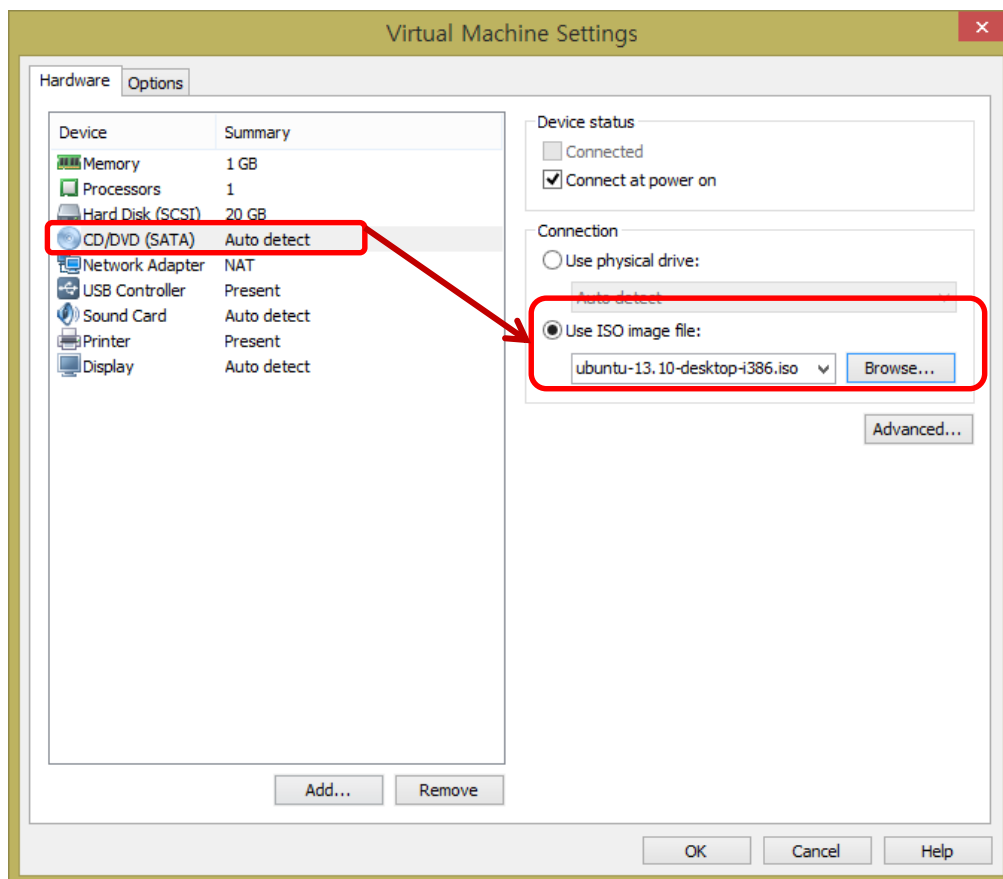 Virtual Machine Settings
Hardware Options
Device Summary
Memory 1 GB
Processors 1
Hard Disk (SCSI) 20 GB
CD/DVD (SATA) Auto detect
Network Adapter NAT
USB Controller Present
Sound Card Auto detect
Printer Present
Display Auto detect
Add... Remove
Device status
Connected
Connect at power on
Connection
Use physical drive:
Auto detect
Use ISO image file:
ubuntu-13.10-desktop-i386.iso Browse...
Advanced...
OK Cancel Help